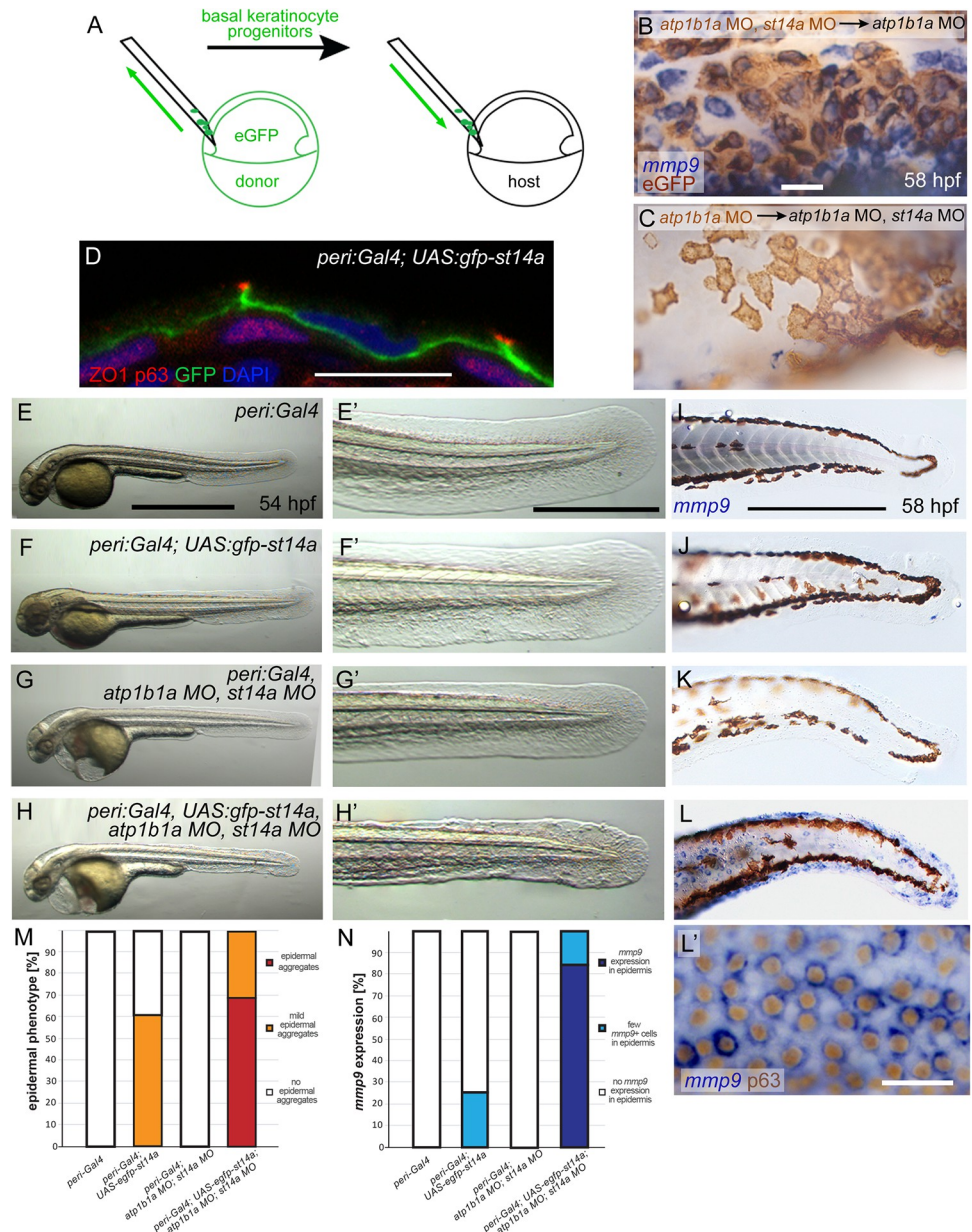 A
basal keratinocyte
progenitors
eGFP
donor
host
B
atp1b1a MO, st14a MO → atp1b1a MO
mmp9
eGFP
58 hpf
C
atp1b1a MO → atp1b1a MO, st14a MO
D
peri:Gal4; UAS:gfp-st14a
ZO1 p63 GFP DAPI
E
peri:Gal4
54 hpf
E'
I
mmp9
58 hpf
F
peri:Gal4; UAS:gfp-st14a
F'
J
G
peri:Gal4,
atp1b1a MO, st14a MO
G'
K
H
peri:Gal4, UAS:gfp-st14a,
atp1b1a MO, st14a MO
H'
L
M
epidermal phenotype [%]
90
80
70
60
50
40
30
20
10
0
peri-Gal4
peri-Gal4;
UAS-egfp-st14a
peri-Gal4;
atp1b1a MO; st14a MO
peri-Gal4; UAS-egfp-st14a;
atp1b1a MO; st14a MO
epidermal
aggregates
mild
epidermal
aggregates
no
epidermal
aggregates
N
mmp9 expression [%]
90
80
70
60
50
40
30
20
10
0
peri-Gal4
peri-Gal4;
UAS-egfp-st14a
peri-Gal4;
atp1b1a MO; st14a MO
peri-Gal4; UAS-egfp-st14a;
atp1b1a MO; st14a MO
mmp9
expression
in epidermis
few
mmp9+ cells
in epidermis
no mmp9
expression
in epidermis
L'
mmp9 p63